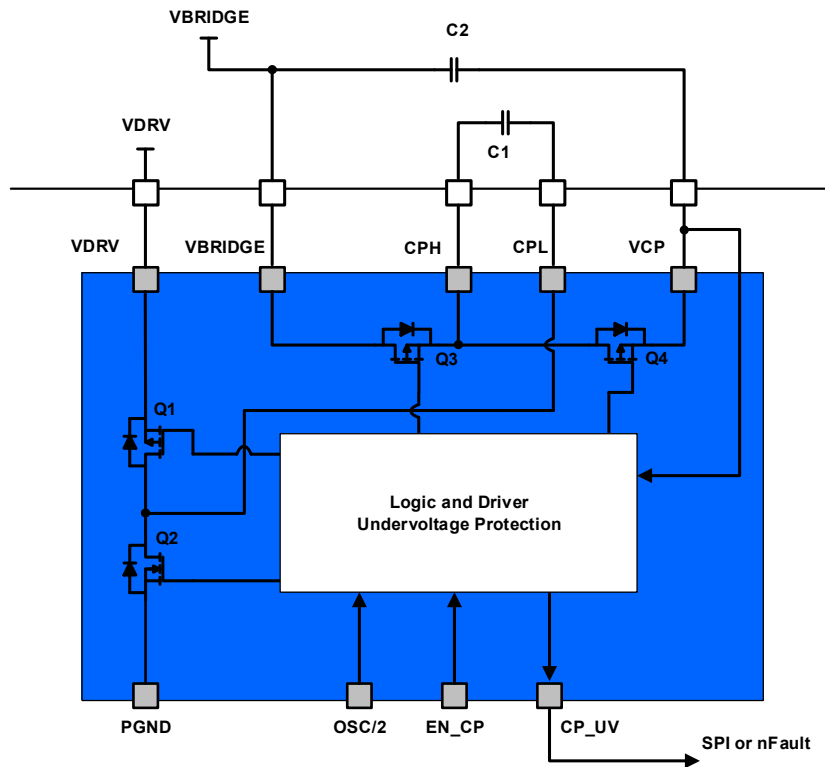 VBRIDGE
C2
VDRV
C1
VDRV
VBRIDGE
CPH
CPL
VCP
Q3
Q4
Q1
Logic and Driver
Undervoltage Protection
Q2
PGND
OSC/2
EN_CP
CP_UV
SPI or nFault